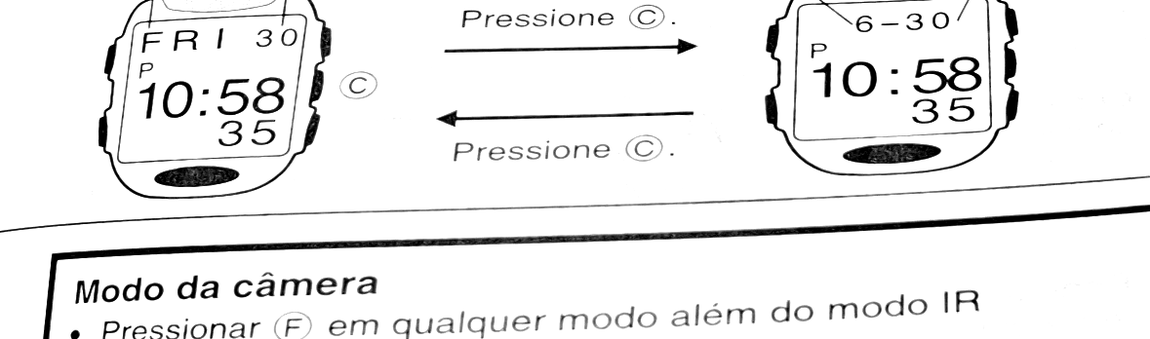 Pressione Ⓒ.
6-30
FRI 30
P
10:58
35
Ⓒ
P
10:58
35
Pressione Ⓒ.
Modo da câmera
• Pressionar Ⓕ em qualquer modo além do modo IR